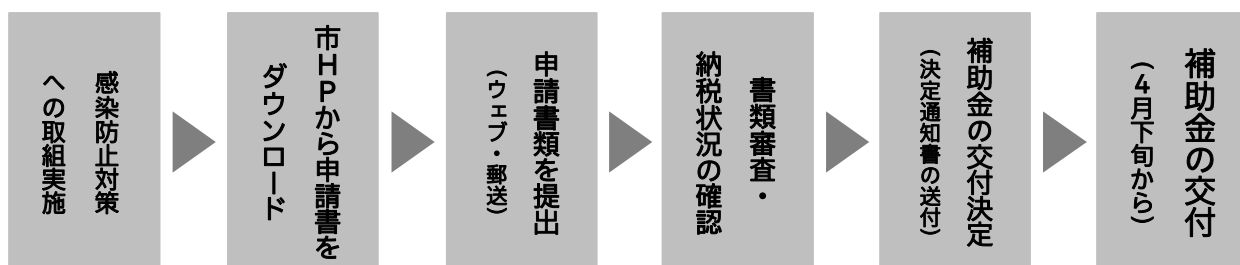 感染防止対策
への取組実施
市HPから申請書を
ダウンロード
申請書類を提出
(ウェブ・郵送)
書類審査・
納税状況の確認
補助金の交付決定
(決定通知書の送付)
補助金の交付
(4月下旬から)